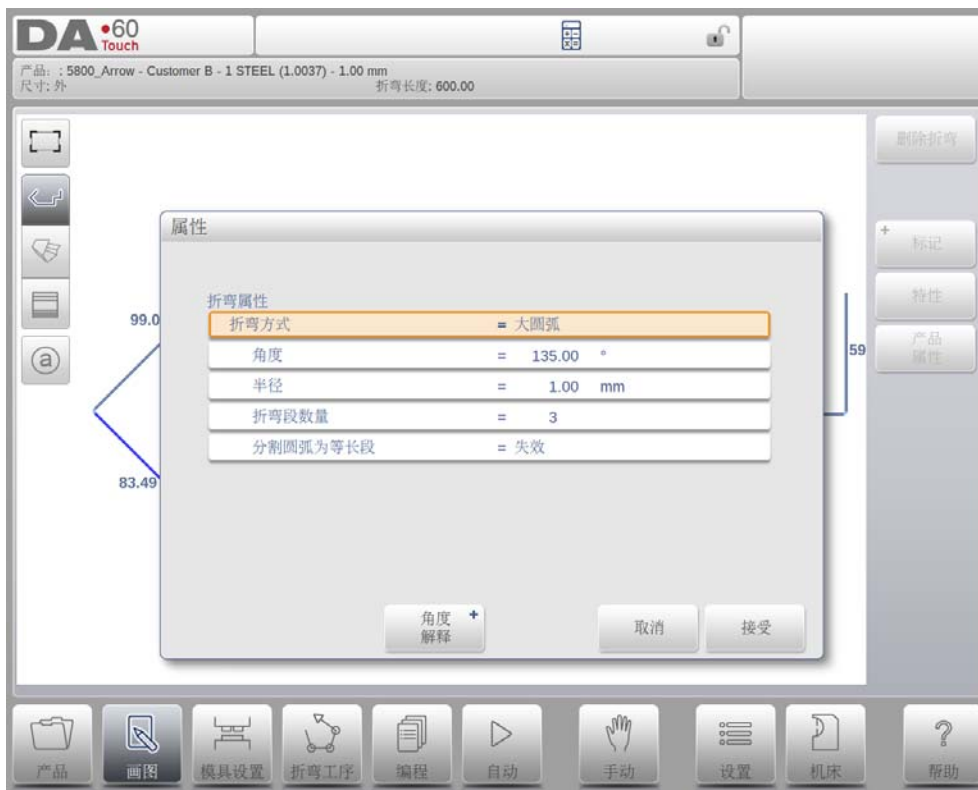 DA•60
Touch
产品: : 5800_Arrow - Customer B - 1 STEEL (1.0037) - 1.00 mm
尺寸: 外 折弯长度: 600.00
删除折弯
属性
+ 标记
折弯属性
特性
99.0
折弯方式 = 大圆弧
产品
属性
ⓐ
角度 = 135.00 °
59
半径 = 1.00 mm
折弯段数量 = 3
分割圆弧为等长段 = 失效
83.49
角度 +
解释
取消
接受
产品
画图
模具设置
折弯工序
编程
自动
手动
设置
机床
?
帮助